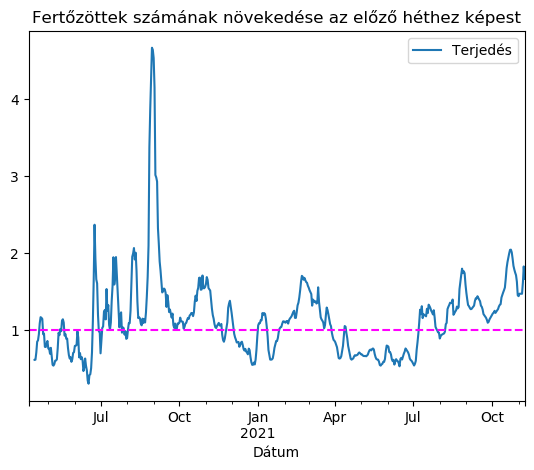 Fertőzöttek számának növekedése az előző héthez képest
Terjedés
4
3
2
1
Jul
Oct
Jan
2021
Apr
Jul
Oct
Dátum